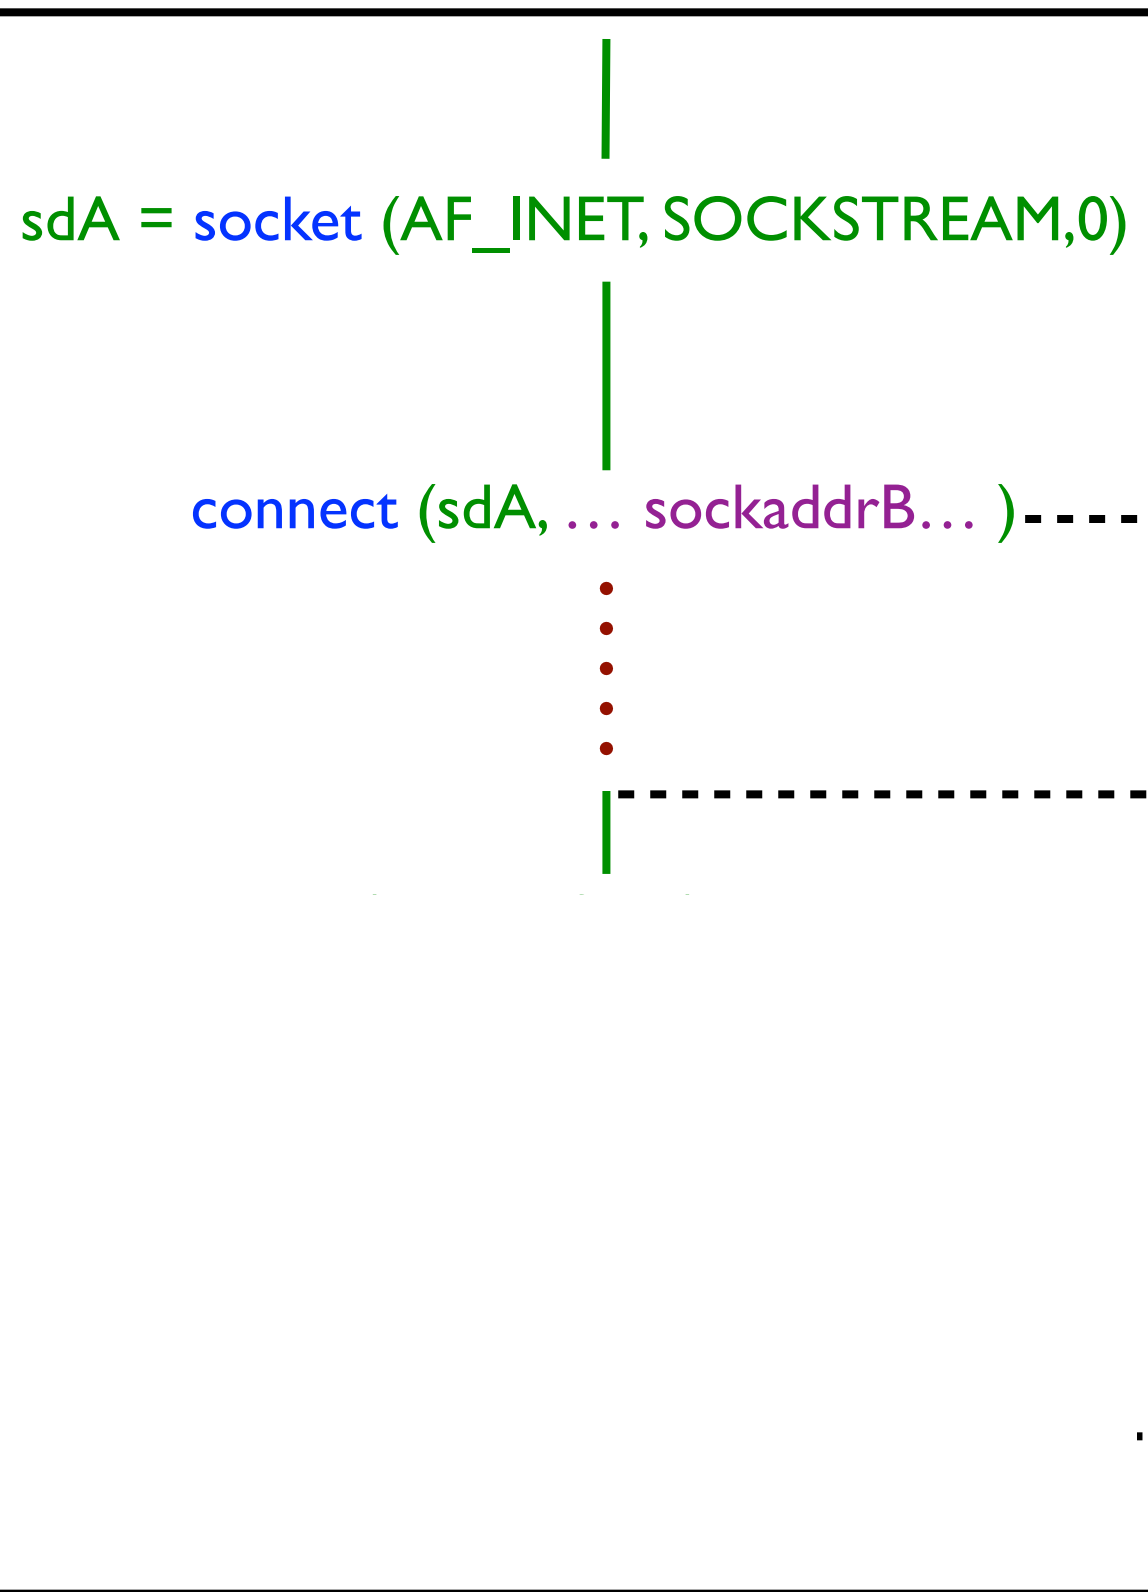 sdA = socket (AF_INET, SOCKSTREAM,0)
connect (sdA, … sockaddrB… )